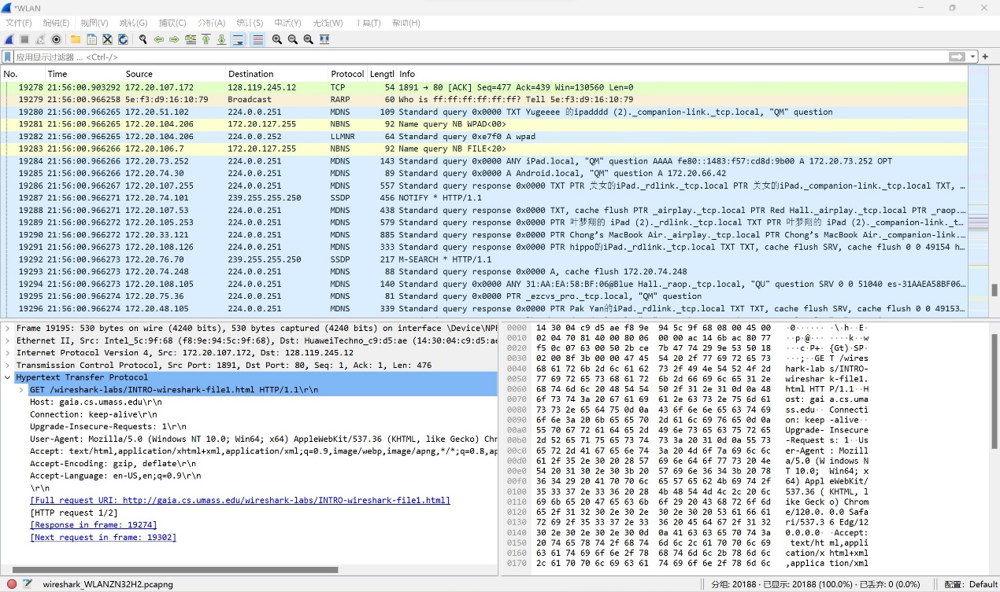 *WLAN
文件(F) 编辑(E) 视图(V) 跳转(G) 捕获(C) 分析(A) 统计(S) 电话(Y) 无线(W) 工具(T) 帮助(H)
应用显示过滤器 … <Ctrl-/>
No. Time Source Destination Protocol Lengtl Info
19278 21:56:00.903292 172.20.107.172 128.119.245.12 TCP 54 1891 → 80 [ACK] Seq=477 Ack=439 Win=130560 Len=0
19279 21:56:00.966258 5e:f3:d9:16:10:79 Broadcast RARP 60 Who is ff:ff:ff:ff:ff:ff? Tell 5e:f3:d9:16:10:79
19280 21:56:00.966265 172.20.51.102 224.0.0.251 MDNS 109 Standard query 0x0000 TXT Yugeeee 的ipadddd (2)._companion-link._tcp.local, "QM" question
19281 21:56:00.966265 172.20.104.206 172.20.127.255 NBNS 92 Name query NB WPAD<00>
19282 21:56:00.966265 172.20.104.206 224.0.0.252 LLMNR 64 Standard query 0xe7f0 A wpad
19283 21:56:00.966266 172.20.106.7 172.20.127.255 NBNS 92 Name query NB FILE<20>
19284 21:56:00.966266 172.20.73.252 224.0.0.251 MDNS 143 Standard query 0x0000 ANY iPad.local, "QM" question AAAA fe80::1483:f57:cd8d:9b00 A 172.20.73.252 OPT
19285 21:56:00.966267 172.20.74.30 224.0.0.251 MDNS 89 Standard query 0x0000 A Android.local, "QM" question A 172.20.66.42
19286 21:56:00.966267 172.20.107.255 224.0.0.251 MDNS 557 Standard query response 0x0000 TXT PTR 美女的iPad._rdlink._tcp.local PTR 美女的iPad._companion-link._tcp.local TXT, …
19287 21:56:00.966271 172.20.74.101 239.255.255.250 SSDP 456 NOTIFY * HTTP/1.1
19288 21:56:00.966271 172.20.107.53 224.0.0.251 MDNS 438 Standard query response 0x0000 TXT, cache flush PTR _airplay._tcp.local PTR Red Hall._airplay._tcp.local PTR _raop.…
19289 21:56:00.966272 172.20.105.253 224.0.0.251 MDNS 579 Standard query response 0x0000 PTR 叶梦翔的 iPad (2)._rdlink._tcp.local TXT PTR 叶梦翔的 iPad (2)._companion-link._t…
19290 21:56:00.966272 172.20.33.121 224.0.0.251 MDNS 885 Standard query response 0x0000 PTR Chong's MacBook Air._airplay._tcp.local PTR Chong's MacBook Air._companion-link._…
19291 21:56:00.966273 172.20.108.126 224.0.0.251 MDNS 333 Standard query response 0x0000 PTR hippo的iPad._rdlink._tcp.local TXT TXT, cache flush SRV, cache flush 0 0 49154 h…
19292 21:56:00.966273 172.20.76.70 239.255.255.250 SSDP 217 M-SEARCH * HTTP/1.1
19293 21:56:00.966273 172.20.74.248 224.0.0.251 MDNS 88 Standard query response 0x0000 A, cache flush 172.20.74.248
19294 21:56:00.966273 172.20.108.105 224.0.0.251 MDNS 140 Standard query 0x0000 ANY 31:AA:EA:58:BF:06@Blue Hall._raop._tcp.local, "QU" question SRV 0 0 51040 es-31AAEA58BF06…
19295 21:56:00.966274 172.20.75.36 224.0.0.251 MDNS 81 Standard query 0x0000 PTR _ezcvs_pro._tcp.local, "QM" question
19296 21:56:00.966274 172.20.48.105 224.0.0.251 MDNS 339 Standard query response 0x0000 PTR Pak Yan的iPad._rdlink._tcp.local TXT TXT, cache flush SRV, cache flush 0 0 49153…
Frame 19195: 530 bytes on wire (4240 bits), 530 bytes captured (4240 bits) on interface \Device\NPI
Ethernet II, Src: Intel_5c:9f:68 (f8:9e:94:5c:9f:68), Dst: HuaweiTechno_c9:d5:ae (14:30:04:c9:d5:ae
Internet Protocol Version 4, Src: 172.20.107.172, Dst: 128.119.245.12
Transmission Control Protocol, Src Port: 1891, Dst Port: 80, Seq: 1, Ack: 1, Len: 476
Hypertext Transfer Protocol
GET /wireshark-labs/INTRO-wireshark-file1.html HTTP/1.1\r\n
Host: gaia.cs.umass.edu\r\n
Connection: keep-alive\r\n
Upgrade-Insecure-Requests: 1\r\n
User-Agent: Mozilla/5.0 (Windows NT 10.0; Win64; x64) AppleWebKit/537.36 (KHTML, like Gecko) Chr
Accept: text/html,application/xhtml+xml,application/xml;q=0.9,image/webp,image/apng,*/*;q=0.8,ap
Accept-Encoding: gzip, deflate\r\n
Accept-Language: en-US,en;q=0.9\r\n
\r\n
[Full request URI: http://gaia.cs.umass.edu/wireshark-labs/INTRO-wireshark-file1.html]
[HTTP request 1/2]
[Response in frame: 19274]
[Next request in frame: 19302]
0000 14 30 04 c9 d5 ae f8 9e 94 5c 9f 68 08 00 45 00 ·0······ ·\·h··E·
0010 02 04 70 81 40 00 80 06 00 00 ac 14 6b ac 80 77 ··p·@··· ····k··w
0020 f5 0c 07 63 00 50 2b ce 7b 47 74 29 9e 53 50 18 ···c·P+· {Gt)·SP·
0030 02 00 8f 3b 00 00 47 45 54 20 2f 77 69 72 65 73 ···;··GE T /wires
0040 68 61 72 6b 2d 6c 61 62 73 2f 49 4e 54 52 4f 2d hark-lab s/INTRO-
0050 77 69 72 65 73 68 61 72 6b 2d 66 69 6c 65 31 2e wireshar k-file1.
0060 68 74 6d 6c 20 48 54 54 50 2f 31 2e 31 0d 0a 48 html HTT P/1.1··H
0070 6f 73 74 3a 20 67 61 69 61 2e 63 73 2e 75 6d 61 ost: gai a.cs.uma
0080 73 73 2e 65 64 75 0d 0a 43 6f 6e 6e 65 63 74 69 ss.edu·· Connecti
0090 6f 6e 3a 20 6b 65 65 70 2d 61 6c 69 76 65 0d 0a on: keep -alive··
00a0 55 70 67 72 61 64 65 2d 49 6e 73 65 63 75 72 65 Upgrade- Insecure
00b0 2d 52 65 71 75 65 73 74 73 3a 20 31 0d 0a 55 73 -Request s: 1··Us
00c0 65 72 2d 41 67 65 6e 74 3a 20 4d 6f 7a 69 6c 6c er-Agent : Mozill
00d0 61 2f 35 2e 30 20 28 57 69 6e 64 6f 77 73 20 4e a/5.0 (W indows N
00e0 54 20 31 30 2e 30 3b 20 57 69 6e 36 34 3b 20 78 T 10.0;  Win64; x
00f0 36 34 29 20 41 70 70 6c 65 57 65 62 4b 69 74 2f 64) Appl eWebKit/
0100 35 33 37 2e 33 36 20 28 4b 48 54 4d 4c 2c 20 6c 537.36 ( KHTML, l
0110 69 6b 65 20 47 65 63 6b 6f 29 20 43 68 72 6f 6d ike Geck o) Chrom
0120 65 2f 31 32 30 2e 30 2e 30 2e 30 20 53 61 66 61 e/120.0. 0.0 Safa
0130 72 69 2f 35 33 37 2e 33 36 20 45 64 67 2f 31 32 ri/537.3 6 Edg/12
0140 30 2e 30 2e 30 2e 30 0d 0a 41 63 63 65 70 74 3a 0.0.0.0· ·Accept:
0150 20 74 65 78 74 2f 68 74 6d 6c 2c 61 70 70 6c 69  text/ht ml,appli
0160 63 61 74 69 6f 6e 2f 78 68 74 6d 6c 2b 78 6d 6c cation/x html+xml
0170 2c 61 70 70 6c 69 63 61 74 69 6f 6e 2f 78 6d 6c ,applica tion/xml
wireshark_WLANZN32H2.pcapng 分组: 20188 · 已显示: 20188 (100.0%) · 已丢弃: 0 (0.0%) 配置: Default